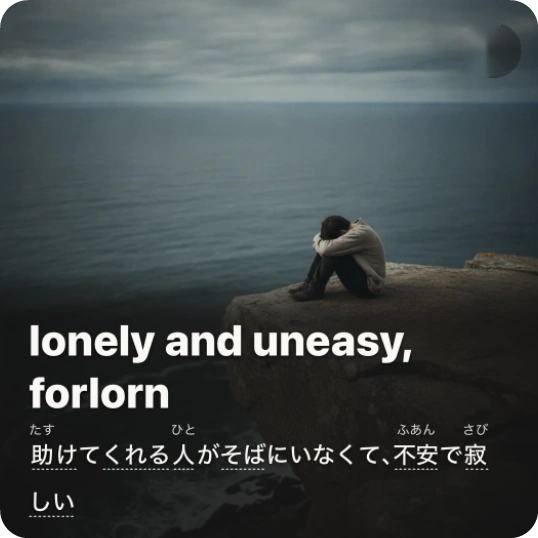 lonely and uneasy,
forlorn
たす ひと ふあん さび
助けてくれる人がそばにいなくて、不安で寂
しい